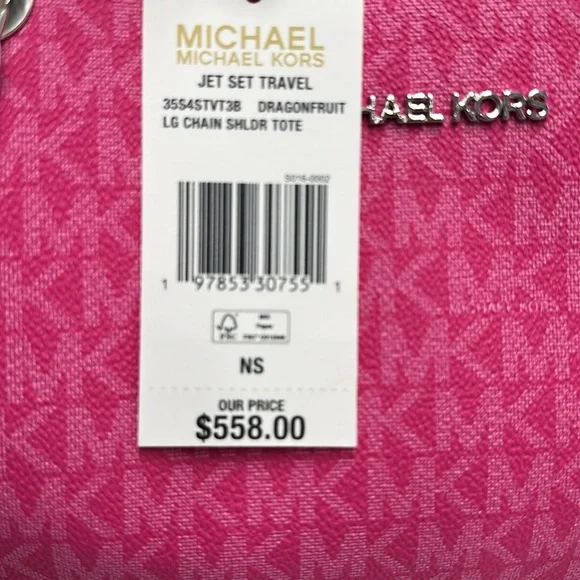 MICHAEL
MICHAEL KORS
JET SET TRAVEL
35S4STVT3B DRAGONFRUIT
LG CHAIN SHLDR TOTE
HAEL KORS
1 97853 30755 1
FSC
NS
OUR PRICE
$558.00